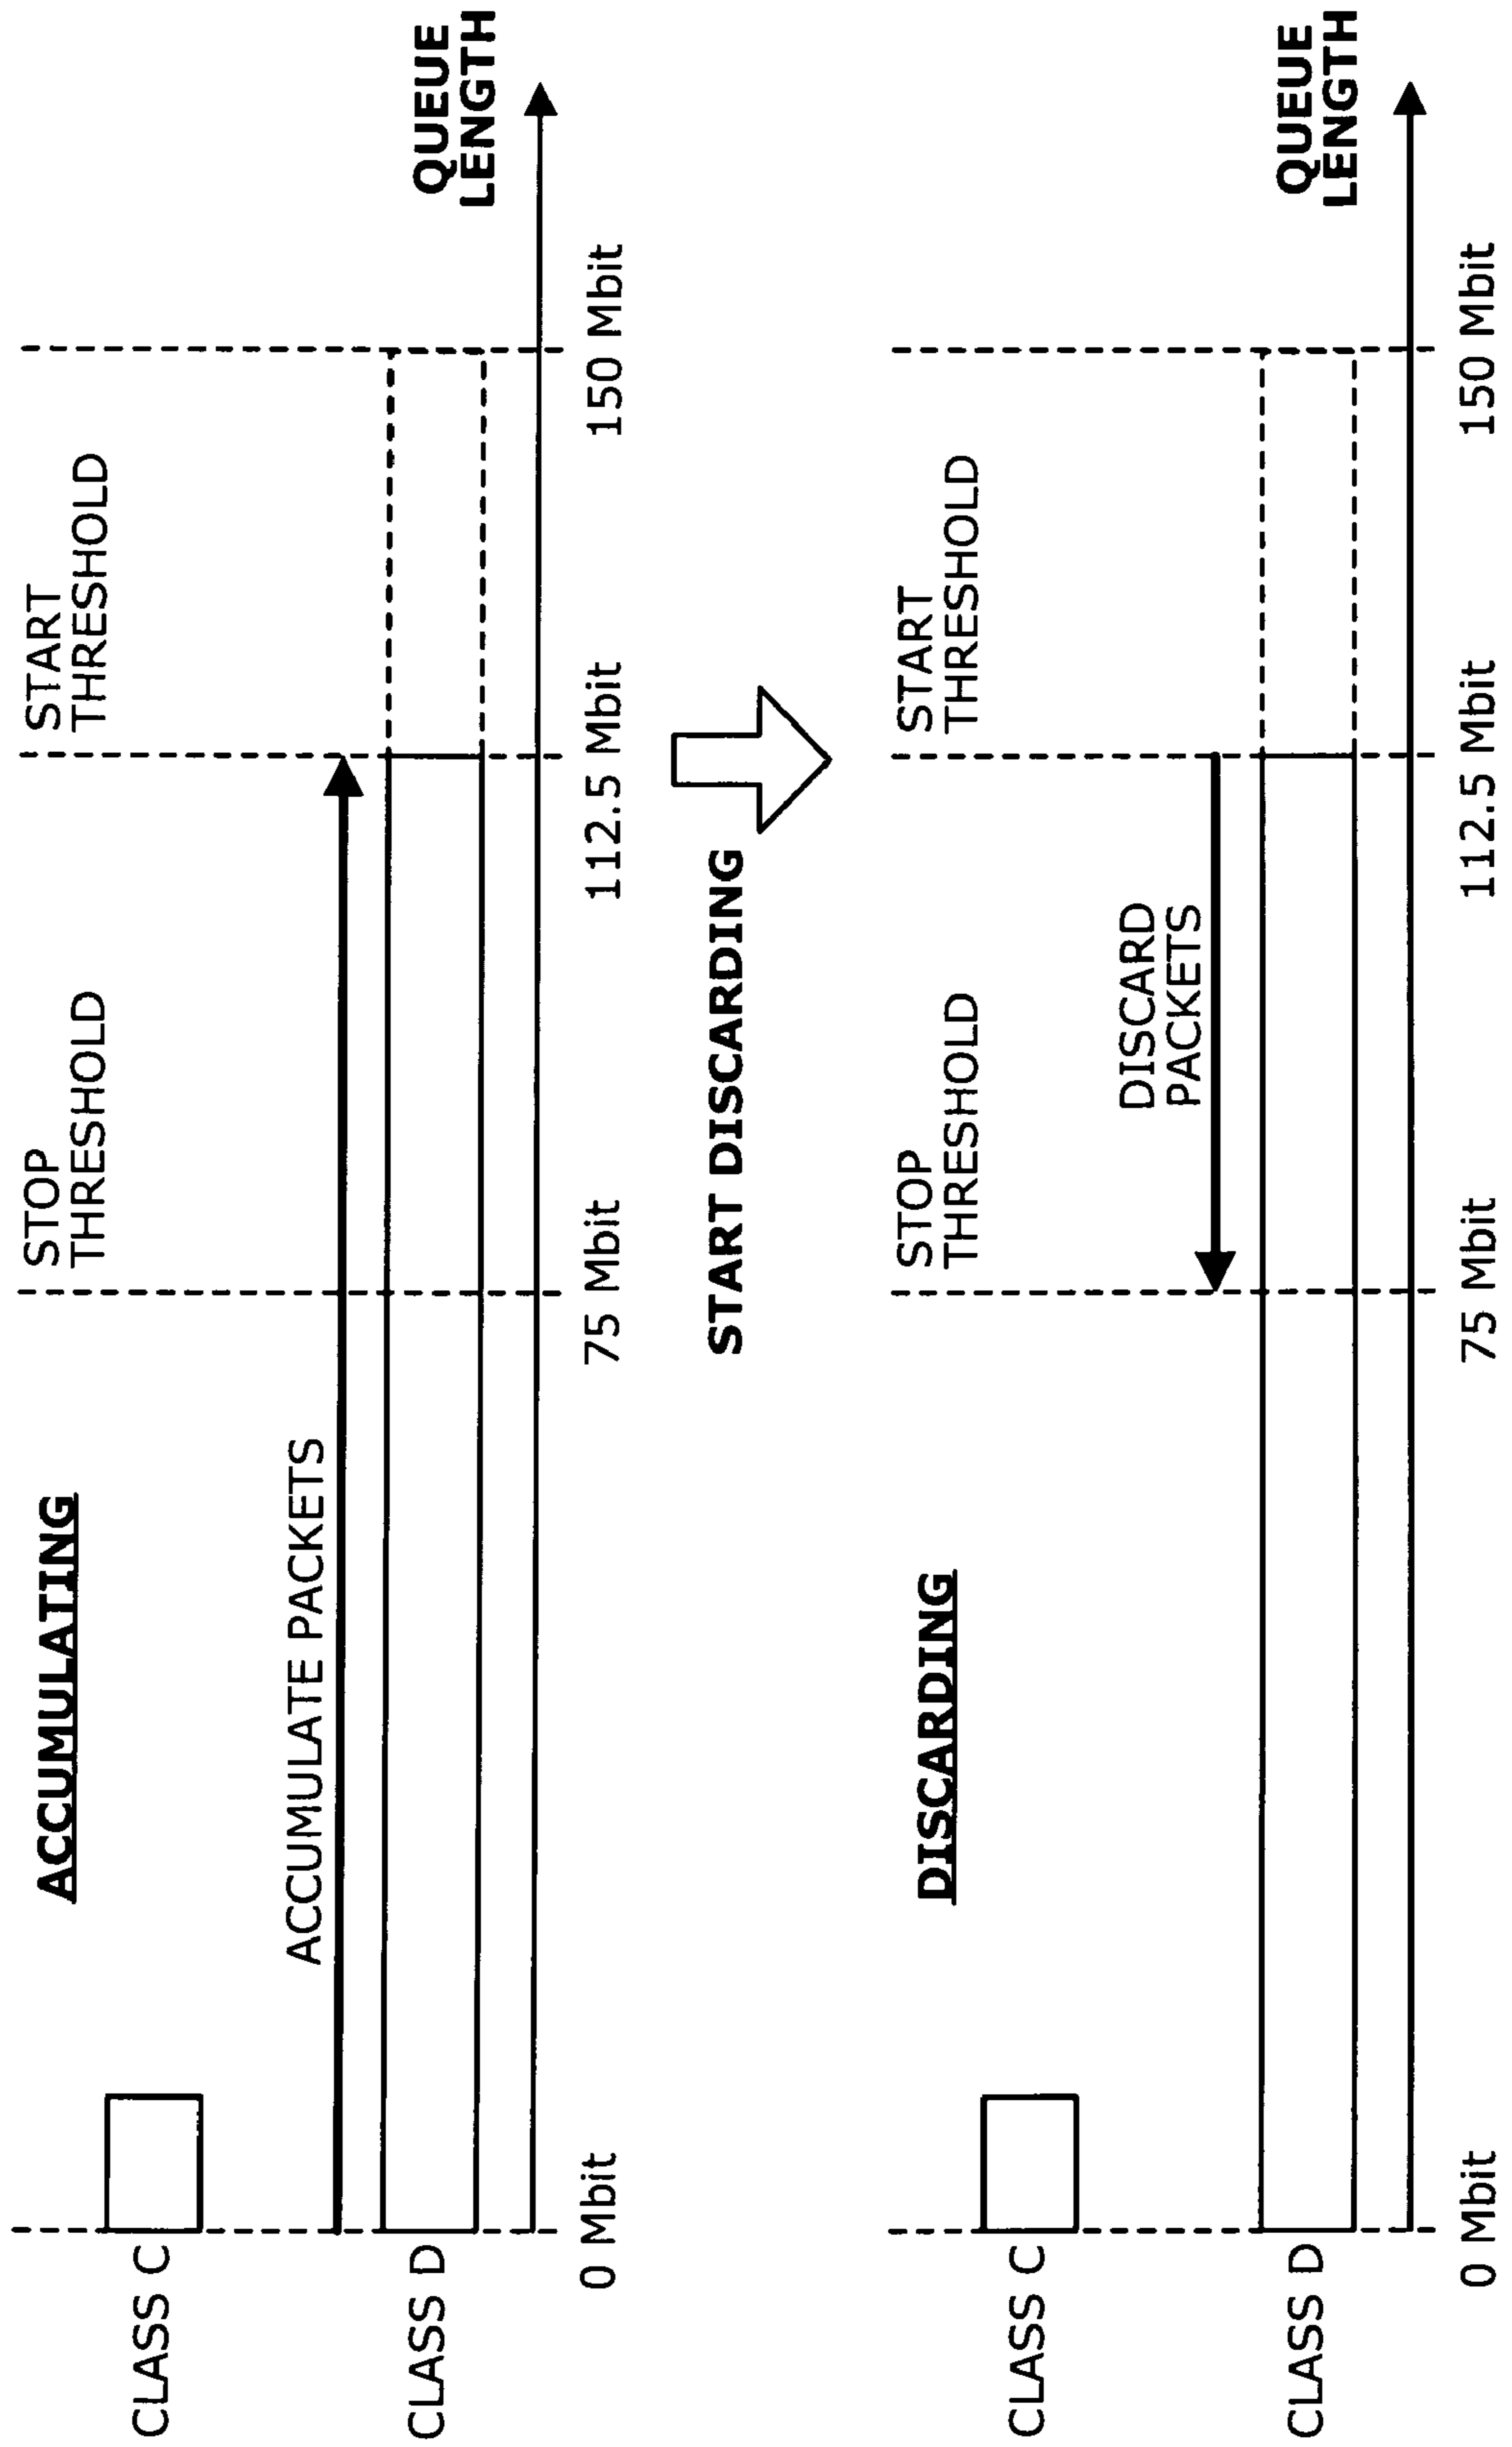 ACCUMULATING
STOP
THRESHOLD
START
THRESHOLD
CLASS C
ACCUMULATE PACKETS
CLASS D
QUEUE
LENGTH
0 Mbit
75 Mbit
112.5 Mbit
150 Mbit
START DISCARDING
DISCARDING
STOP
THRESHOLD
START
THRESHOLD
CLASS C
DISCARD
PACKETS
CLASS D
QUEUE
LENGTH
0 Mbit
75 Mbit
112.5 Mbit
150 Mbit